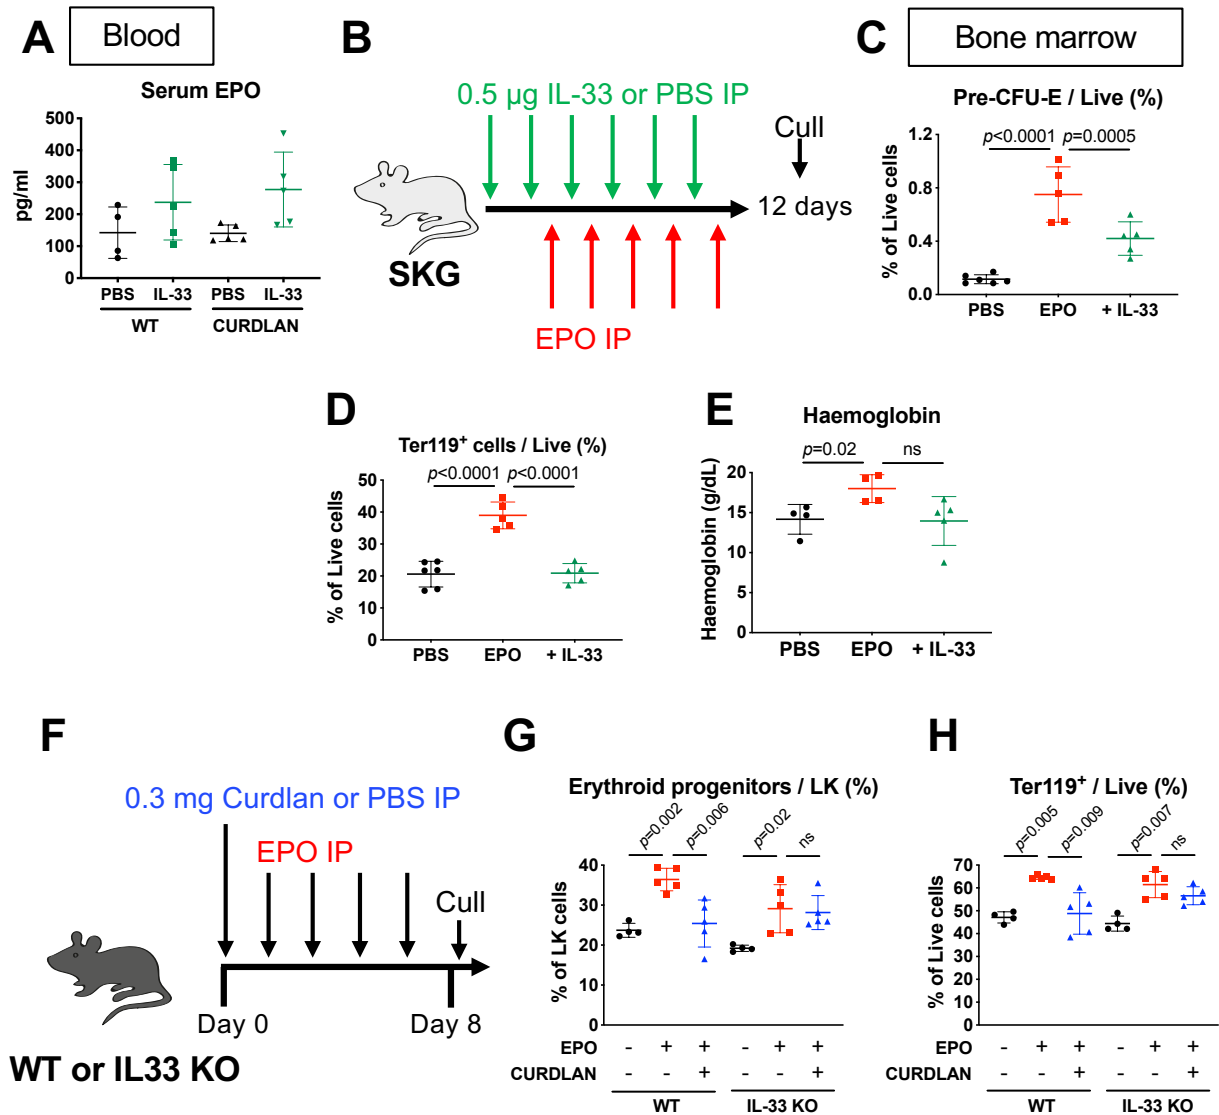 A
Blood
Serum EPO
pg/ml
500
400
300
200
100
0
PBS IL-33 PBS IL-33
WT CURDLAN
B
0.5 µg IL-33 or PBS IP
Cull
12 days
SKG
EPO IP
C
Bone marrow
Pre-CFU-E / Live (%)
% of Live cells
1.2
0.8
0.4
0.0
p<0.0001 p=0.0005
PBS EPO + IL-33
D
Ter119+ cells / Live (%)
% of Live cells
50
40
30
20
10
0
p<0.0001 p<0.0001
PBS EPO + IL-33
E
Haemoglobin
Haemoglobin (g/dL)
20
15
10
5
0
p=0.02 ns
PBS EPO + IL-33
F
0.3 mg Curdlan or PBS IP
EPO IP
Cull
Day 0 Day 8
WT or IL33 KO
G
Erythroid progenitors / LK (%)
% of LK cells
40
30
20
10
0
p=0.002 p=0.006 p=0.02 ns
EPO - + + - + +
CURDLAN - - + - - +
WT IL-33 KO
H
Ter119+ / Live (%)
% of Live cells
70
60
50
40
30
20
10
0
p=0.005 p=0.009 p=0.007 ns
EPO - + + - + +
CURDLAN - - + - - +
WT IL-33 KO